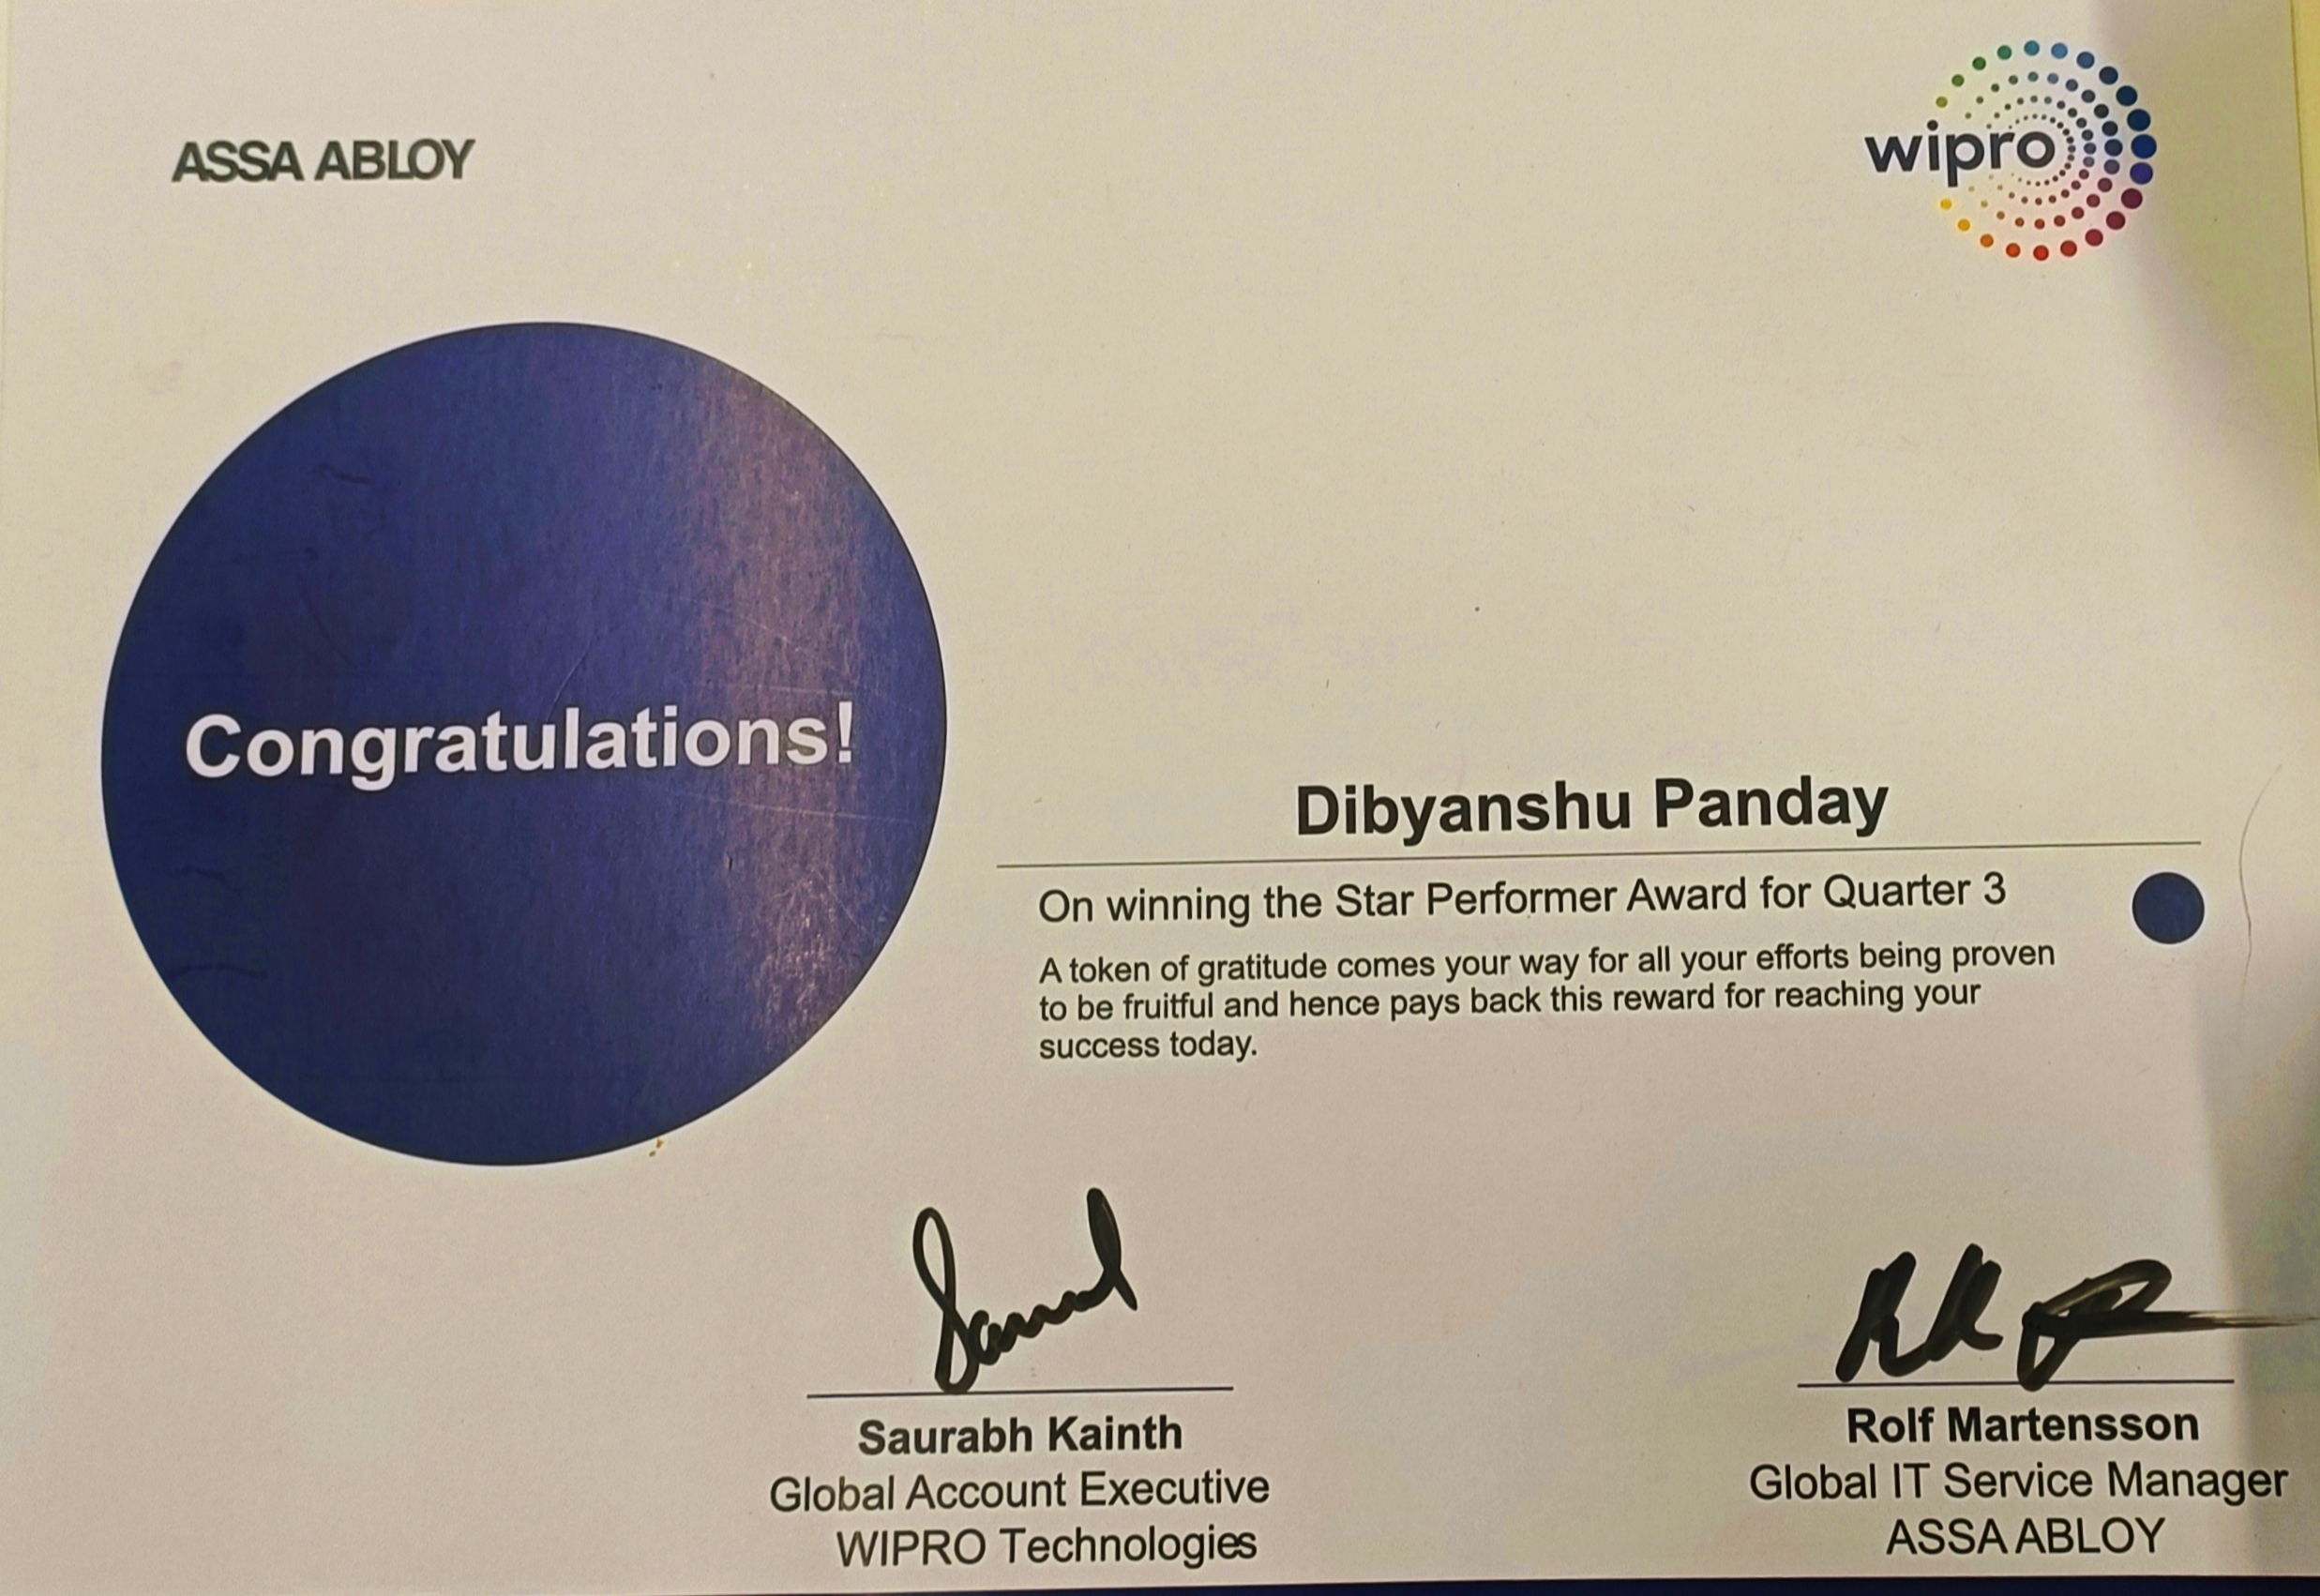 ASSA ABLOY
wipro
Congratulations!
Dibyanshu Panday
On winning the Star Performer Award for Quarter 3
A token of gratitude comes your way for all your efforts being proven
to be fruitful and hence pays back this reward for reaching your
success today.
Saurabh Kainth
Global Account Executive
WIPRO Technologies
Rolf Martensson
Global IT Service Manager
ASSA ABLOY